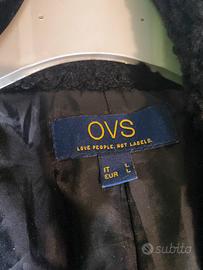 OVS
LOVE PEOPLE, NOT LABELS.
IT L
EUR L
subito